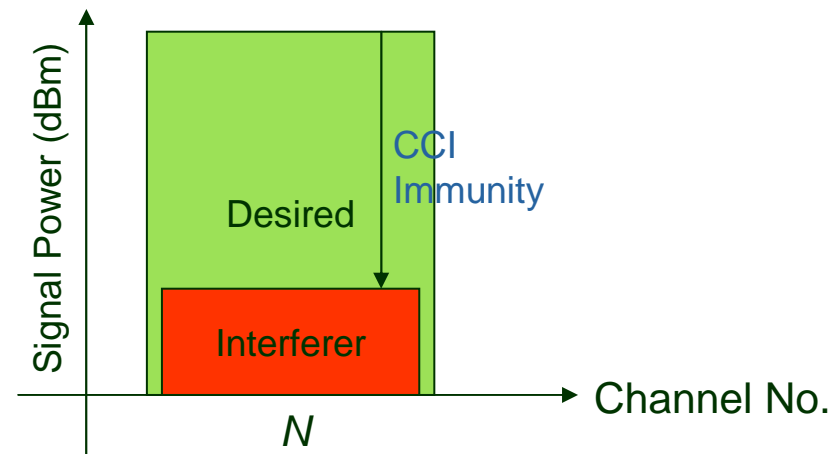 Signal Power (dBm)
CCI
Immunity
Desired
Interferer
Channel No.
N